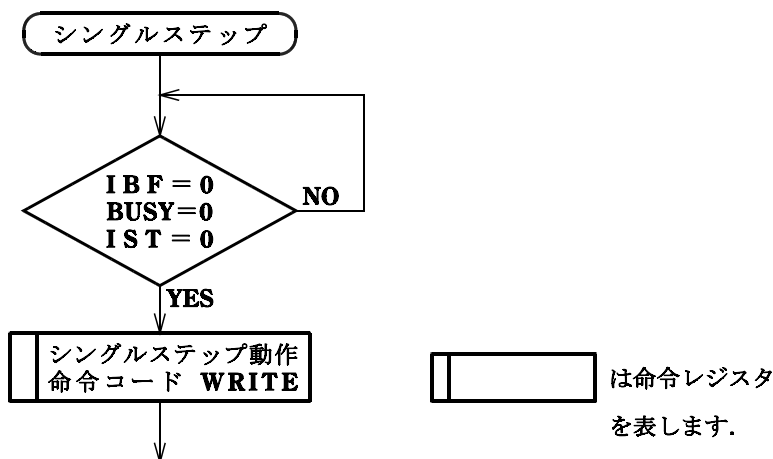 シングルステップ
IBF=0
BUSY=0
IST=0
NO
YES
シングルステップ動作
命令コード WRITE
は命令レジスタ
を表します.